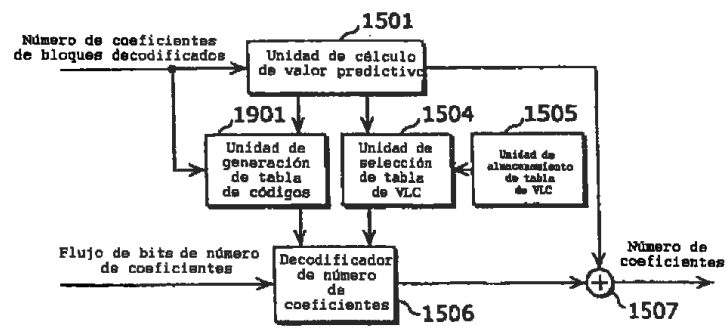 1501
Número de coeficientes
de bloques decodificados
Unidad de cálculo
de valor predictivo
1901
1504
1505
Unidad de
generación
de tabla
de códigos
Unidad de
selección
de tabla
de VLC
Unidad de
almacenamiento
de tabla
de VLC
Flujo de bits de número
de coeficientes
Decodificador
de número
de
coeficientes
1506
Número de
coeficientes
+
1507